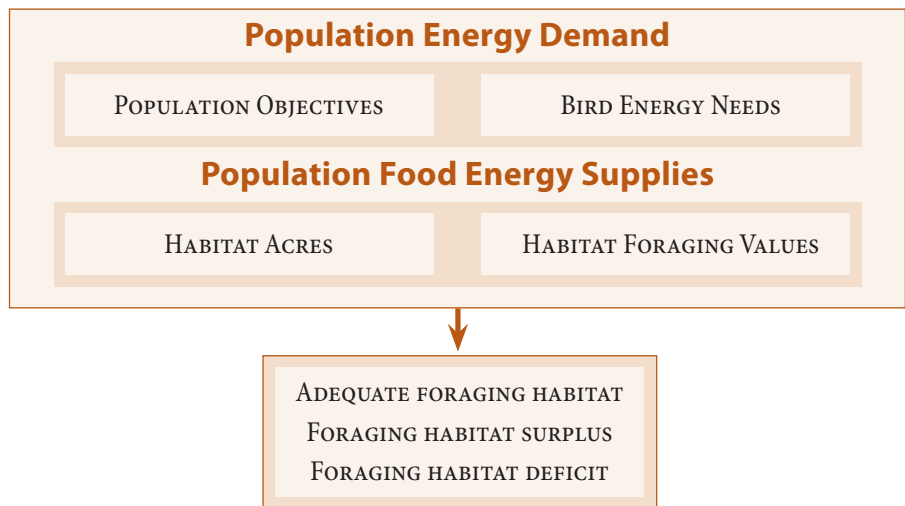 Population Energy Demand
Population Objectives
Bird Energy Needs
Population Food Energy Supplies
Habitat Acres
Habitat Foraging Values
Adequate foraging habitat
Foraging habitat surplus
Foraging habitat deficit